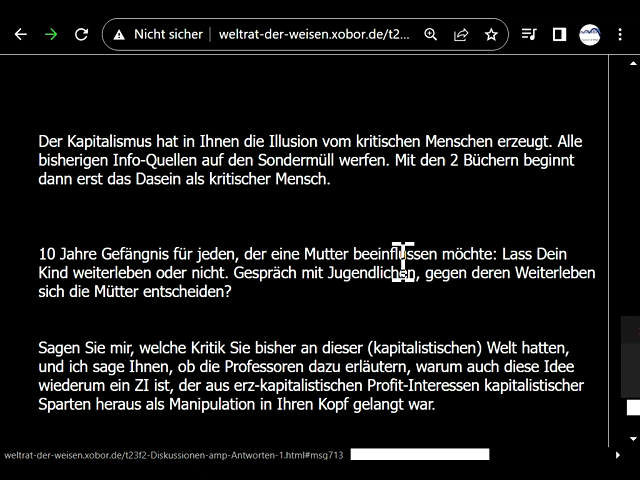 Nicht sicher weltrat-der-weisen.xobor.de/t2...
Der Kapitalismus hat in Ihnen die Illusion vom kritischen Menschen erzeugt. Alle
bisherigen Info-Quellen auf den Sondermüll werfen. Mit den 2 Büchern beginnt
dann erst das Dasein als kritischer Mensch.
10 Jahre Gefängnis für jeden, der eine Mutter beeinflussen möchte: Lass Dein
Kind weiterleben oder nicht. Gespräch mit Jugendlichen, gegen deren Weiterleben
sich die Mütter entscheiden?
Sagen Sie mir, welche Kritik Sie bisher an dieser (kapitalistischen) Welt hatten,
und ich sage Ihnen, ob die Professoren dazu erläutern, warum auch diese Idee
wiederum ein ZI ist, der aus erz-kapitalistischen Profit-Interessen kapitalistischer
Sparten heraus als Manipulation in Ihren Kopf gelangt war.
weltrat-der-weisen.xobor.de/t23f2-Diskussionen-amp-Antworten-1.html#msg713